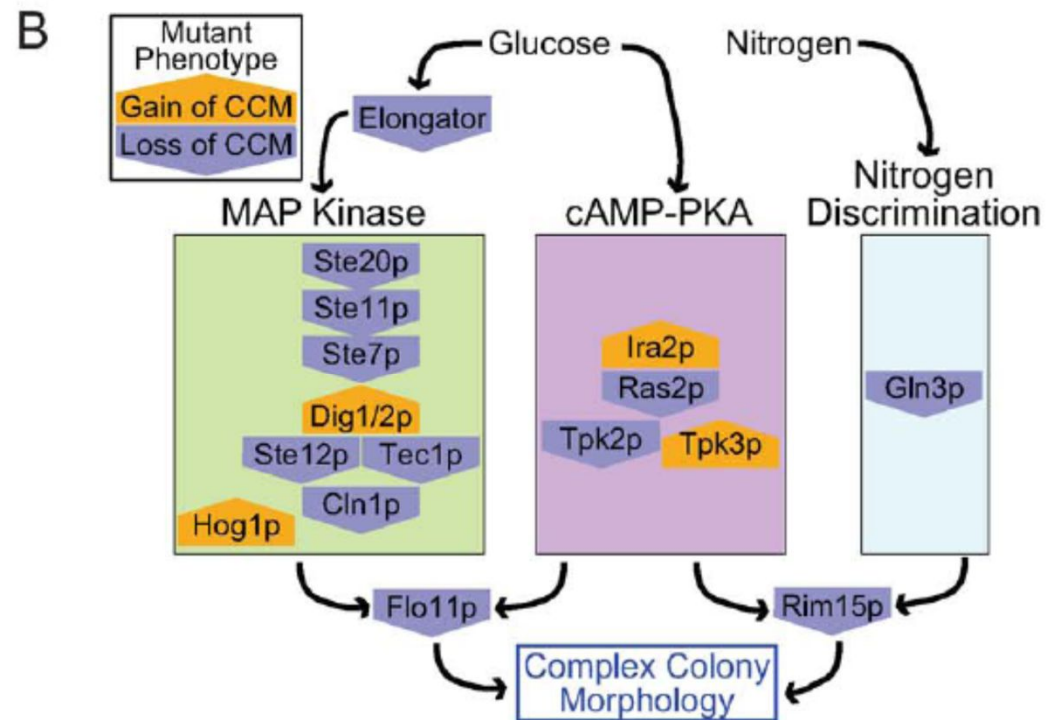 B
Mutant
Phenotype
Gain of CCM
Loss of CCM
Glucose
Nitrogen
Elongator
MAP Kinase
cAMP-PKA
Nitrogen
Discrimination
Ste20p
Ste11p
Ste7p
Dig1/2p
Ste12p
Tec1p
Cln1p
Hog1p
Ira2p
Ras2p
Tpk2p
Tpk3p
Gln3p
Flo11p
Rim15p
Complex Colony
Morphology